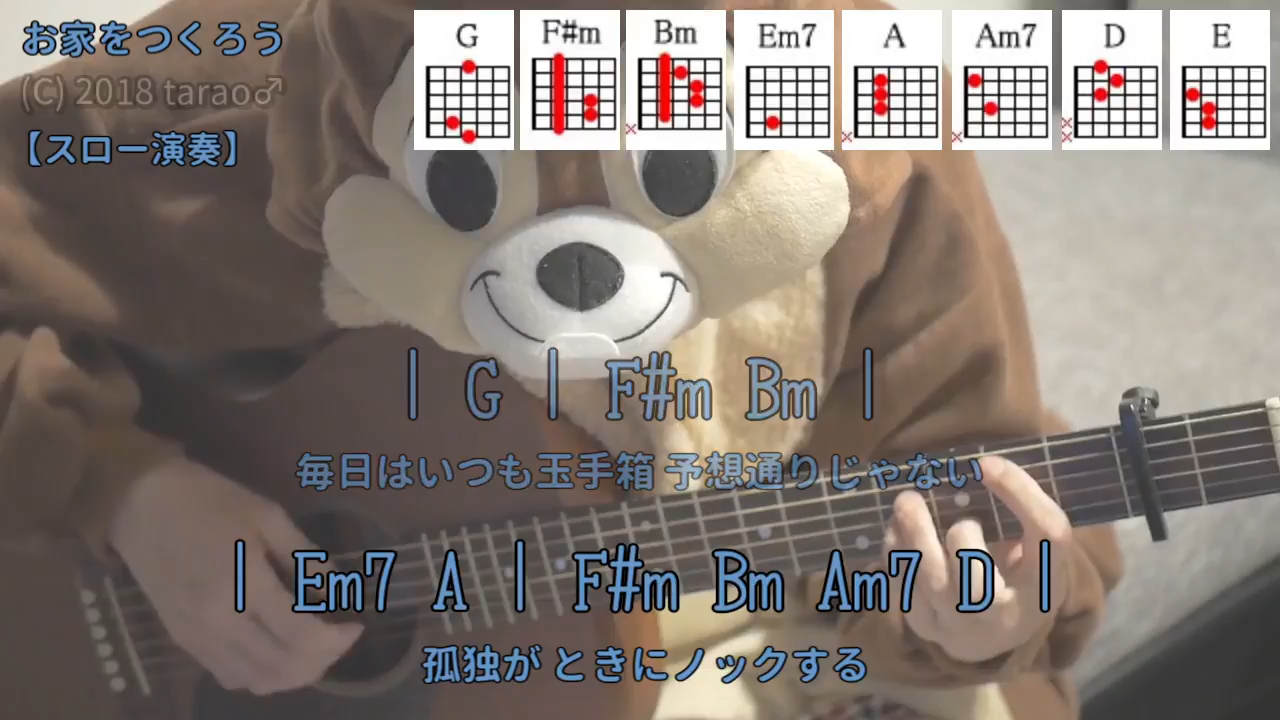 お家をつくろう
(C) 2018 tarao♂
【スロー演奏】
G F#m Bm Em7 A Am7 D E
| G | F#m Bm |
毎日はいつも玉手箱 予想通りじゃない
| Em7 A | F#m Bm Am7 D |
孤独が ときにノックする